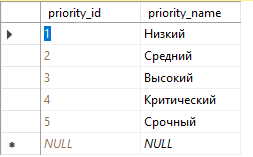 priority_id priority_name
1 Низкий
2 Средний
3 Высокий
4 Критический
5 Срочный
NULL NULL